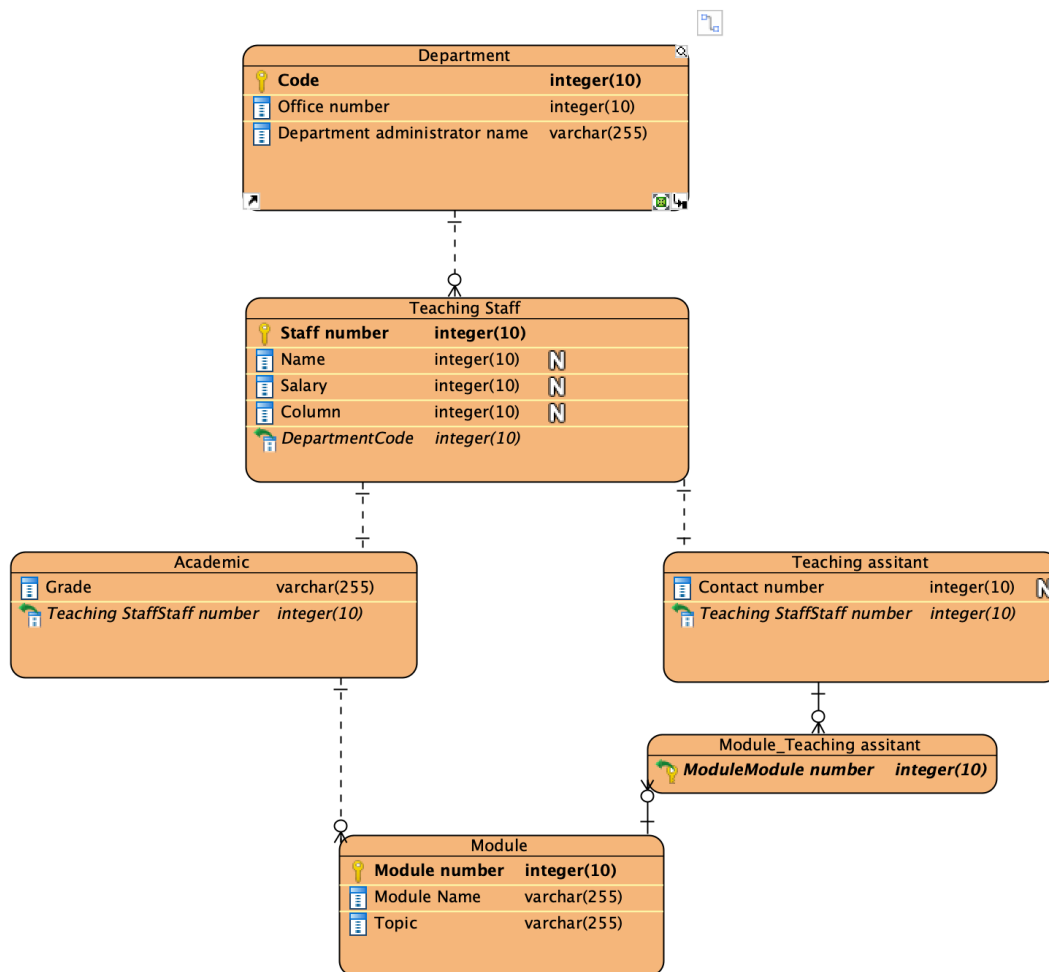 Department
Code integer(10)
Office number integer(10)
Department administrator name varchar(255)
Teaching Staff
Staff number integer(10)
Name integer(10) N
Salary integer(10) N
Column integer(10) N
DepartmentCode integer(10)
Academic
Grade varchar(255)
Teaching StaffStaff number integer(10)
Teaching assitant
Contact number integer(10) N
Teaching StaffStaff number integer(10)
Module_Teaching assitant
ModuleModule number integer(10)
Module
Module number integer(10)
Module Name varchar(255)
Topic varchar(255)